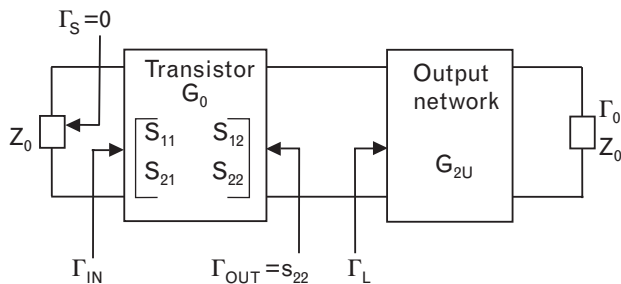 Γ_S =0
Transistor
G_0
Output
network
Z_0
S_11 S_12
S_21 S_22
G_2U
Γ_0
Z_0
Γ_IN
Γ_OUT =s_22
Γ_L